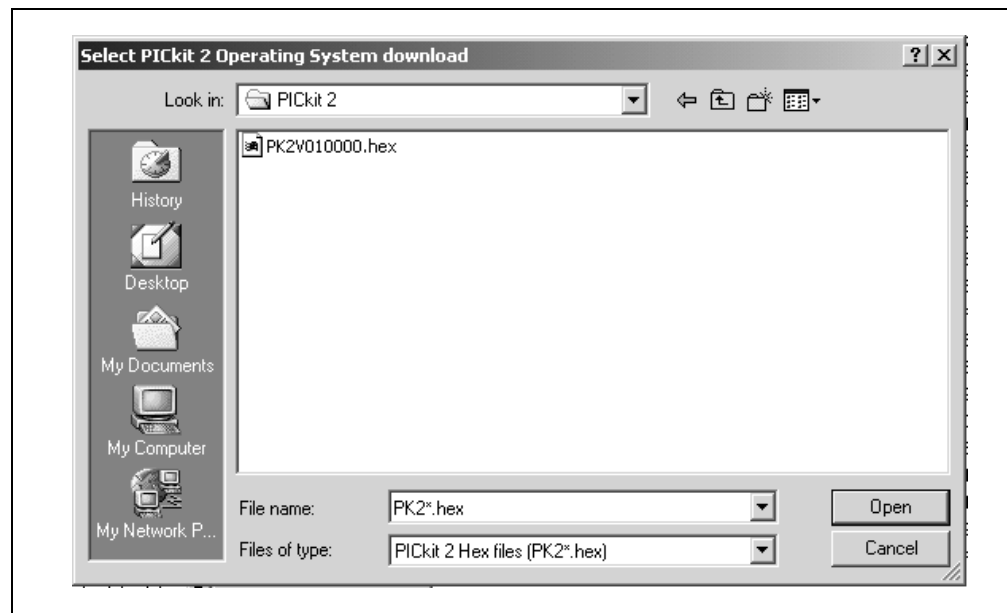 Select PICkit 2 Operating System download
Look in: PICkit 2
PK2V010000.hex
History
Desktop
My Documents
My Computer
My Network P...
File name: PK2*.hex Open
Files of type: PICkit 2 Hex files (PK2*.hex) Cancel